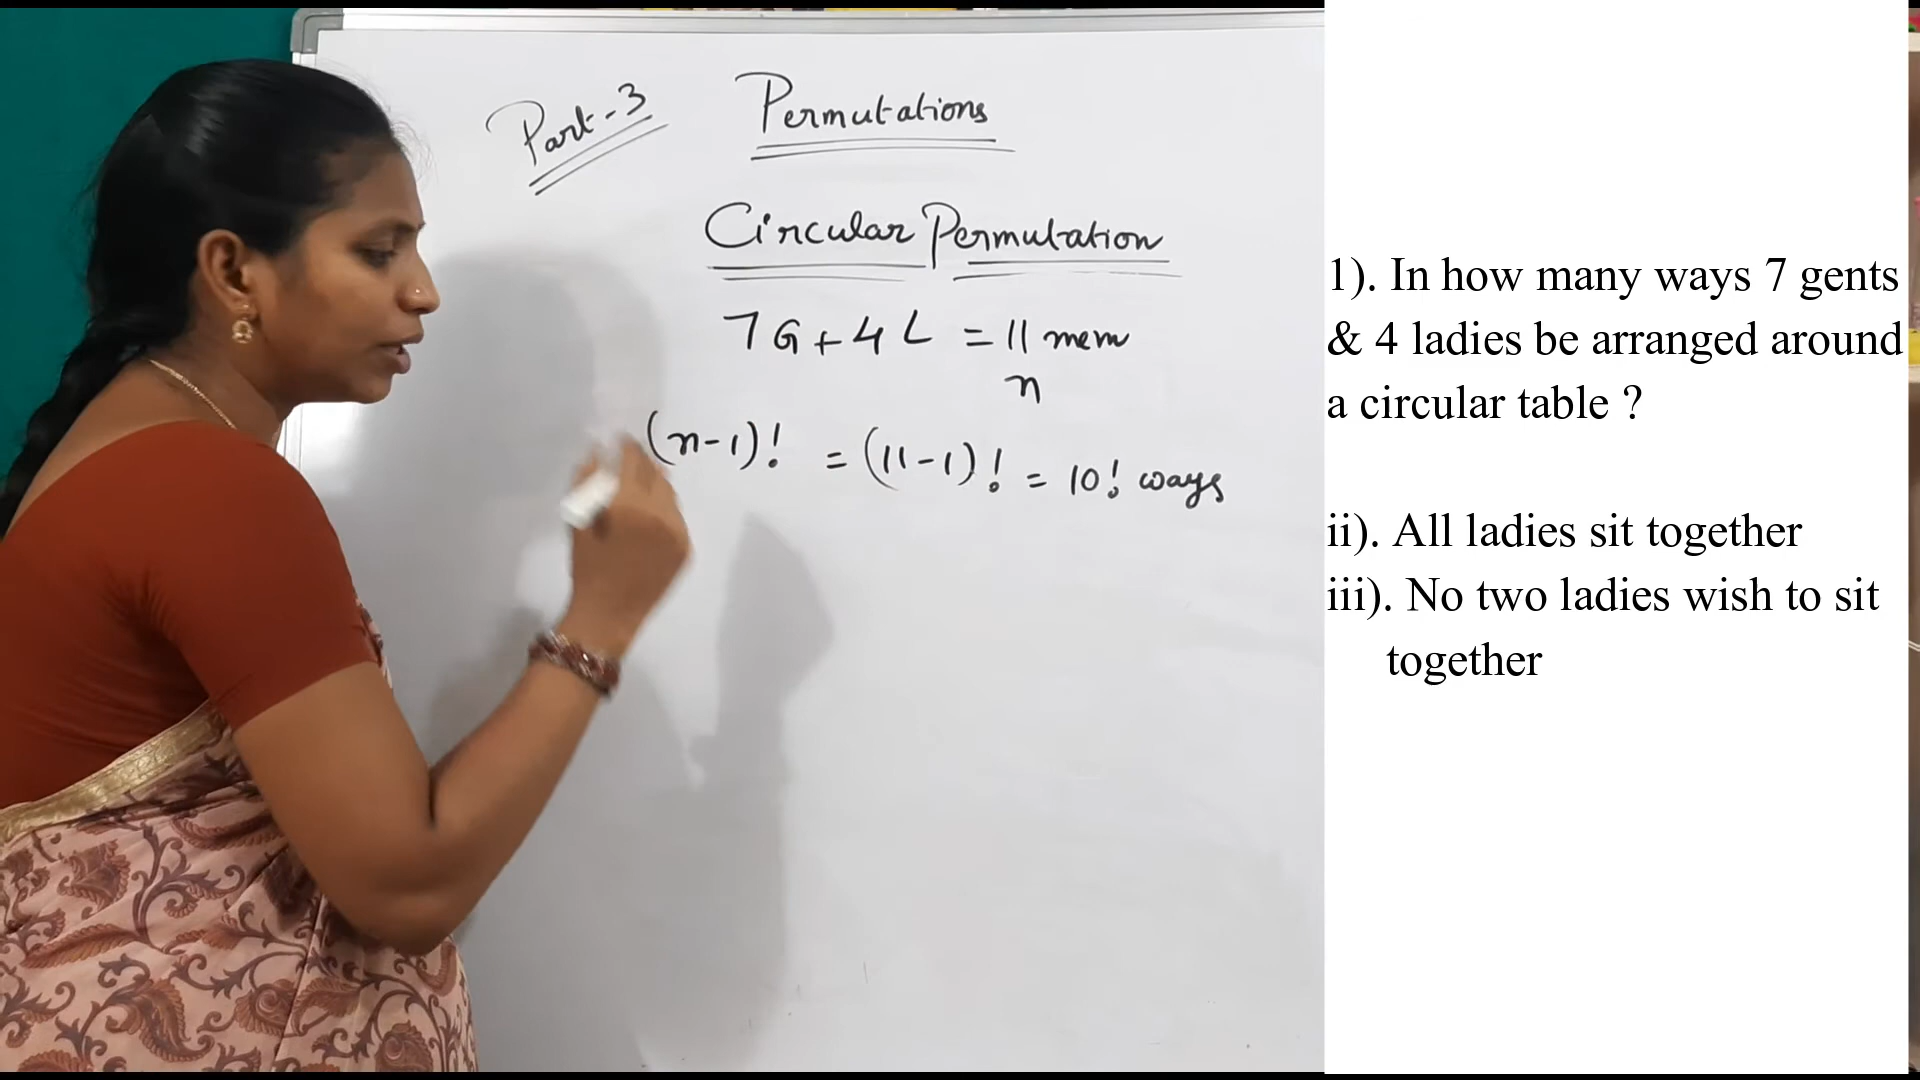 Part-3
Permutations
Circular Permutation
7G+4L = 11 mem
n
(n-1)! = (11-1)! = 10! ways
1). In how many ways 7 gents
& 4 ladies be arranged around
a circular table ?
ii). All ladies sit together
iii). No two ladies wish to sit
together